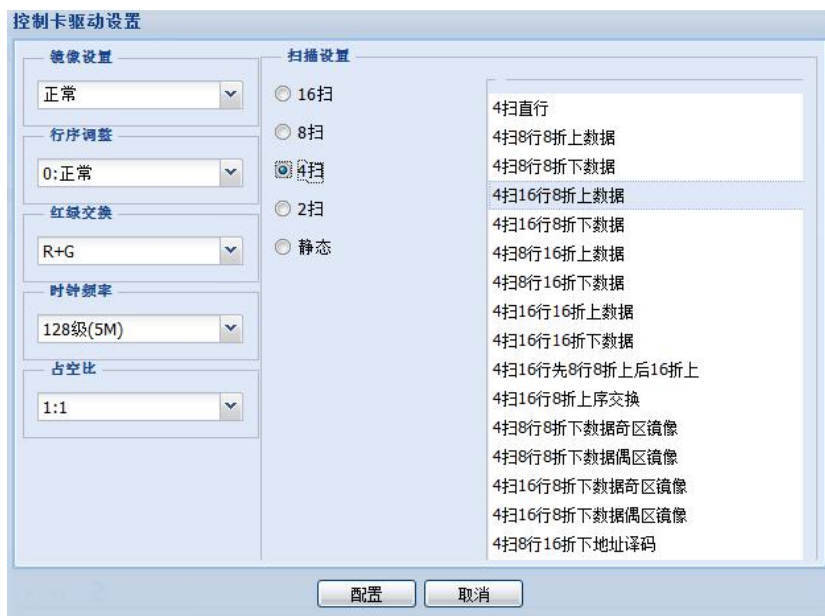 控制卡驱动设置
镜像设置
正常
行序调整
0:正常
红绿交换
R+G
时钟频率
128级(5M)
占空比
1:1
扫描设置
16扫
8扫
4扫
2扫
静态
4扫直行
4扫8行8折上数据
4扫8行8折下数据
4扫16行8折上数据
4扫16行8折下数据
4扫8行16折上数据
4扫8行16折下数据
4扫16行16折上数据
4扫16行16折下数据
4扫16行先8行8折上后16折上
4扫16行8折上序交换
4扫8行8折下数据奇区镜像
4扫8行8折下数据偶区镜像
4扫16行8折下数据奇区镜像
4扫16行8折下数据偶区镜像
4扫8行16折下地址译码
配置
取消